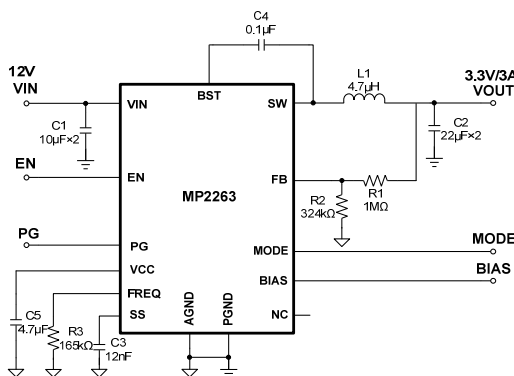 C4
0.1µF
12V
VIN
L1
4.7µH
3.3V/3A
VOUT
BST
VIN
SW
C1
10µF×2
C2
22µF×2
EN
EN
FB
MP2263
R2
324kΩ
R1
1MΩ
PG
PG
MODE
MODE
VCC
BIAS
BIAS
FREQ
SS
AGND
PGND
NC
C5
4.7µF
R3
165kΩ
C3
12nF